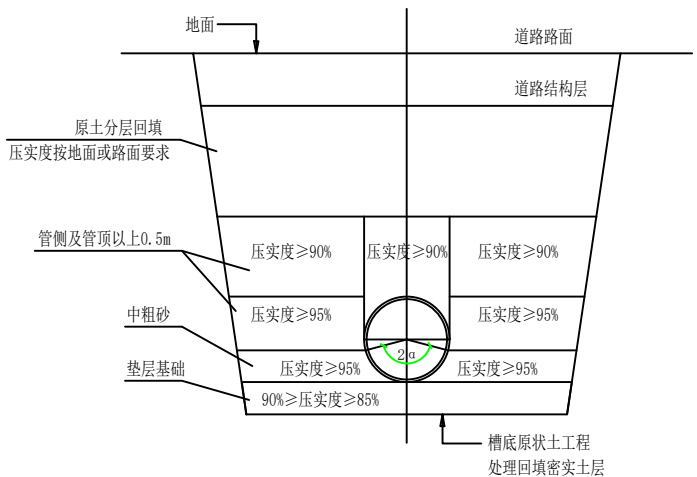 地面
道路路面
道路结构层
原土分层回填
压实度按地面或路面要求
管侧及管顶以上0.5m
压实度≥90%
压实度≥90%
压实度≥90%
压实度≥95%
压实度≥95%
中粗砂
2α
压实度≥95%
压实度≥95%
垫层基础
90%≥压实度≥85%
槽底原状土工程
处理回填密实土层